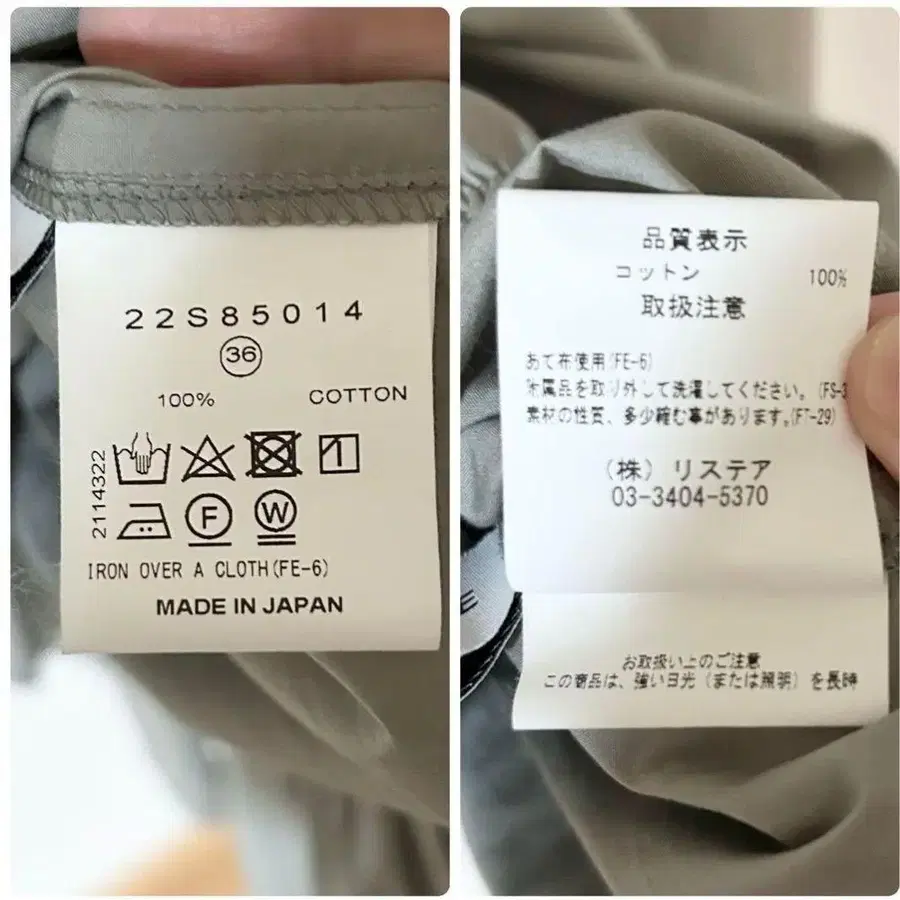 22S85014
36
100% COTTON
2114322
F W
IRON OVER A CLOTH(FE-6)
MADE IN JAPAN
品質表示
コットン 100%
取扱注意
あて布使用(FE-6)
附属品を取り外して洗濯してください。(FS-3
素材の性質、多少縮む事があります。(FT-29)
(株) リステア
03-3404-5370
E
お取扱い上のご注意
この商品は、強い日光(または照明)を長時